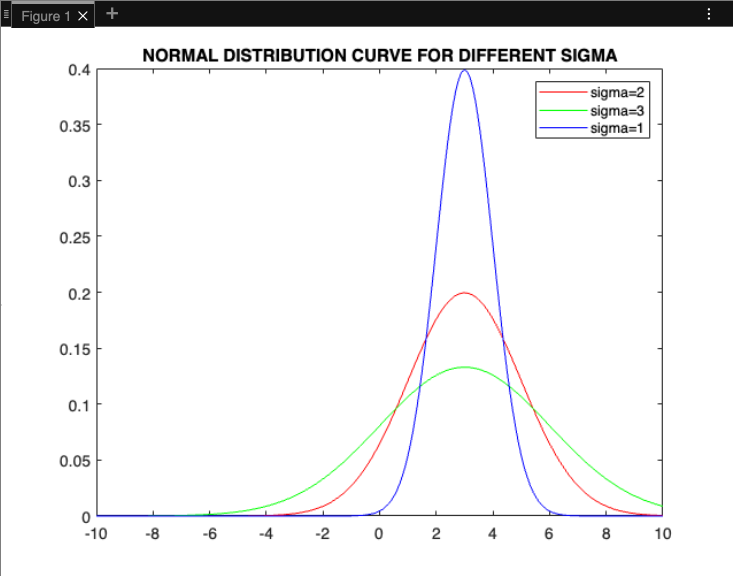 Figure 1
NORMAL DISTRIBUTION CURVE FOR DIFFERENT SIGMA
0.4
0.35
0.3
0.25
0.2
0.15
0.1
0.05
0
sigma=2
sigma=3
sigma=1
-10 -8 -6 -4 -2 0 2 4 6 8 10